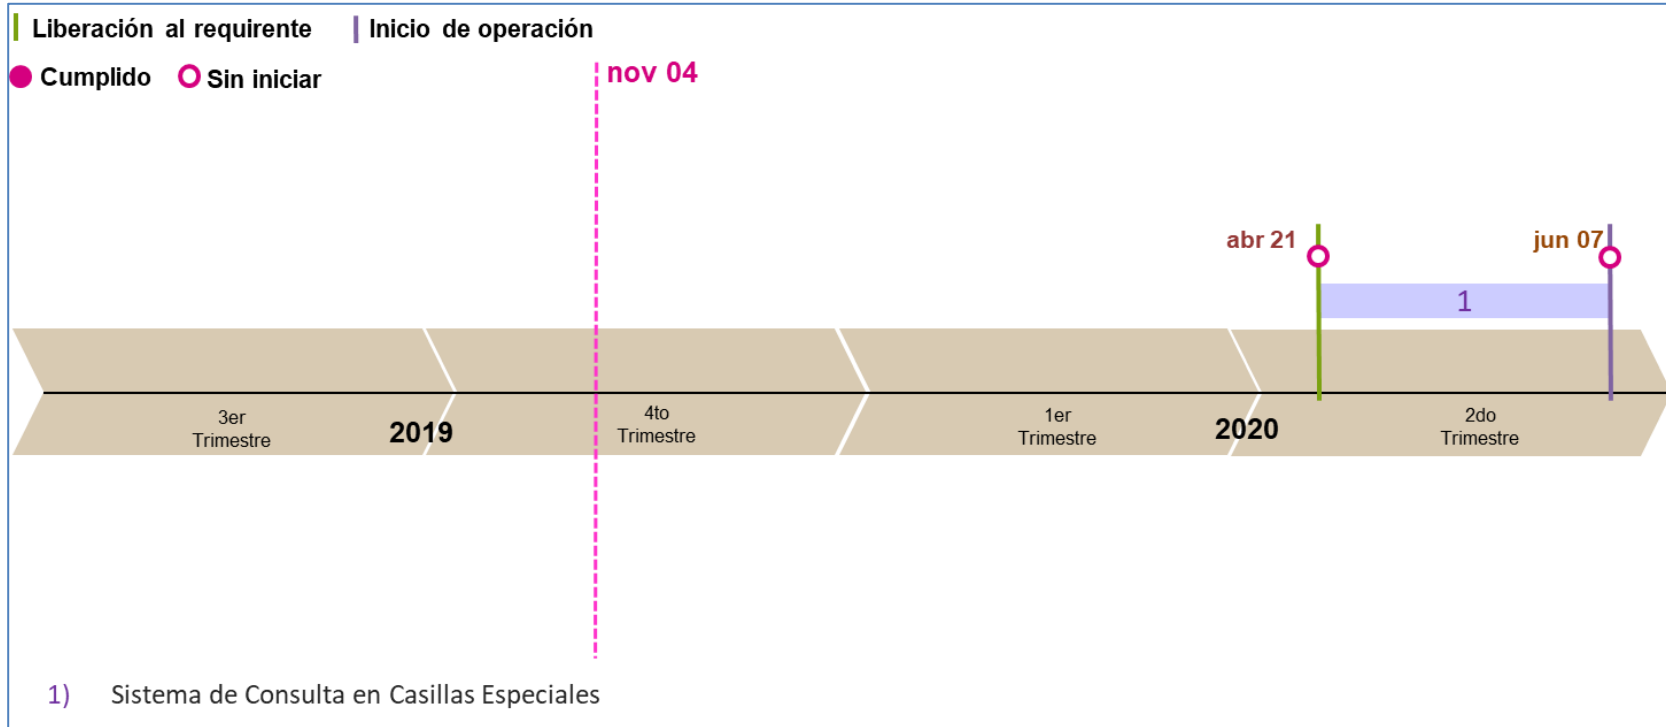 Liberación al requirente
Inicio de operación
Cumplido
Sin iniciar
nov 04
abr 21
jun 07
1
3er
Trimestre
2019
4to
Trimestre
1er
Trimestre
2020
2do
Trimestre
1) Sistema de Consulta en Casillas Especiales